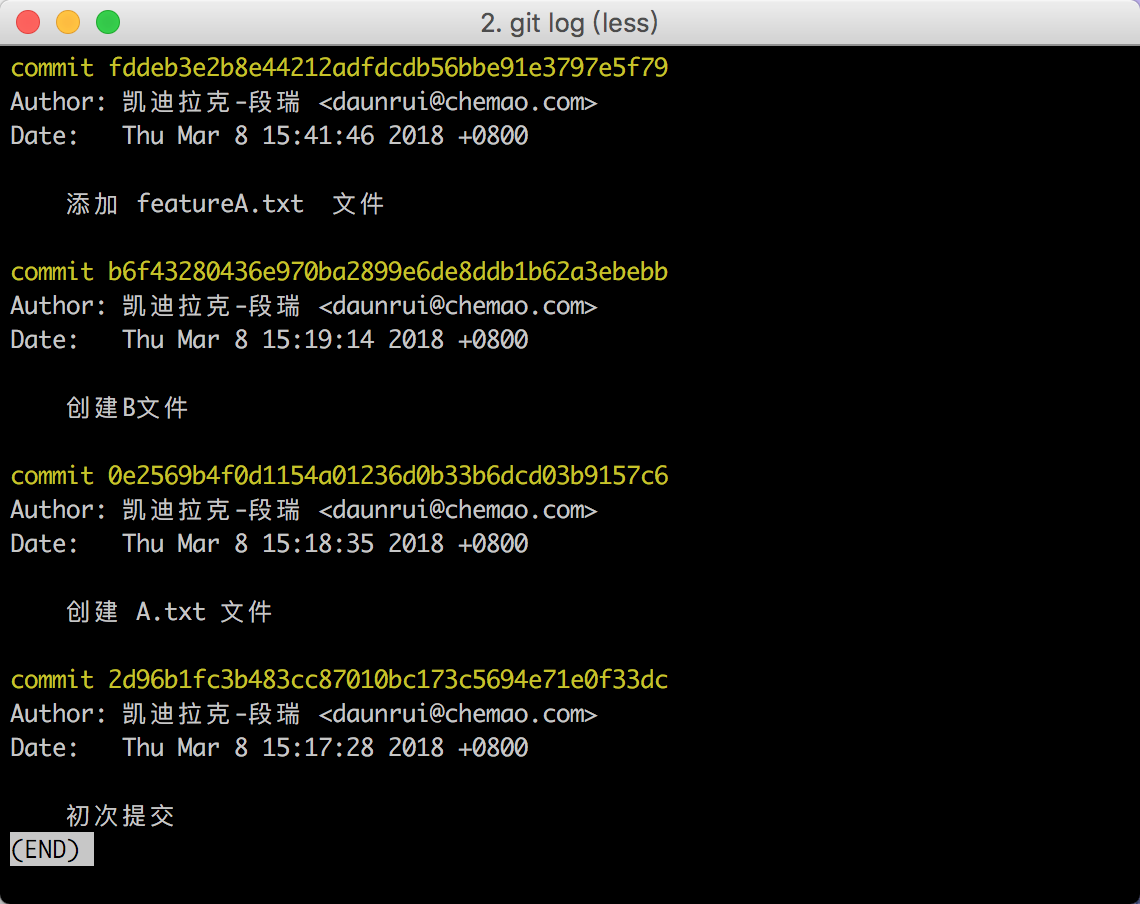 2. git log (less)
commit fddeb3e2b8e44212adfdcdb56bbe91e3797e5f79
Author: 凯迪拉克-段瑞 <daunrui@chemao.com>
Date:   Thu Mar 8 15:41:46 2018 +0800
添加 featureA.txt  文件
commit b6f43280436e970ba2899e6de8ddb1b62a3ebebb
Author: 凯迪拉克-段瑞 <daunrui@chemao.com>
Date:   Thu Mar 8 15:19:14 2018 +0800
创建B文件
commit 0e2569b4f0d1154a01236d0b33b6dcd03b9157c6
Author: 凯迪拉克-段瑞 <daunrui@chemao.com>
Date:   Thu Mar 8 15:18:35 2018 +0800
创建 A.txt 文件
commit 2d96b1fc3b483cc87010bc173c5694e71e0f33dc
Author: 凯迪拉克-段瑞 <daunrui@chemao.com>
Date:   Thu Mar 8 15:17:28 2018 +0800
初次提交
(END)